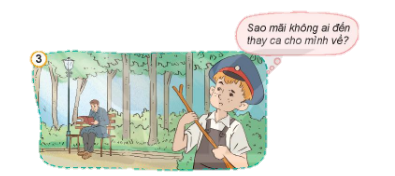 Sao mãi không ai đến
thay ca cho mình về?
3